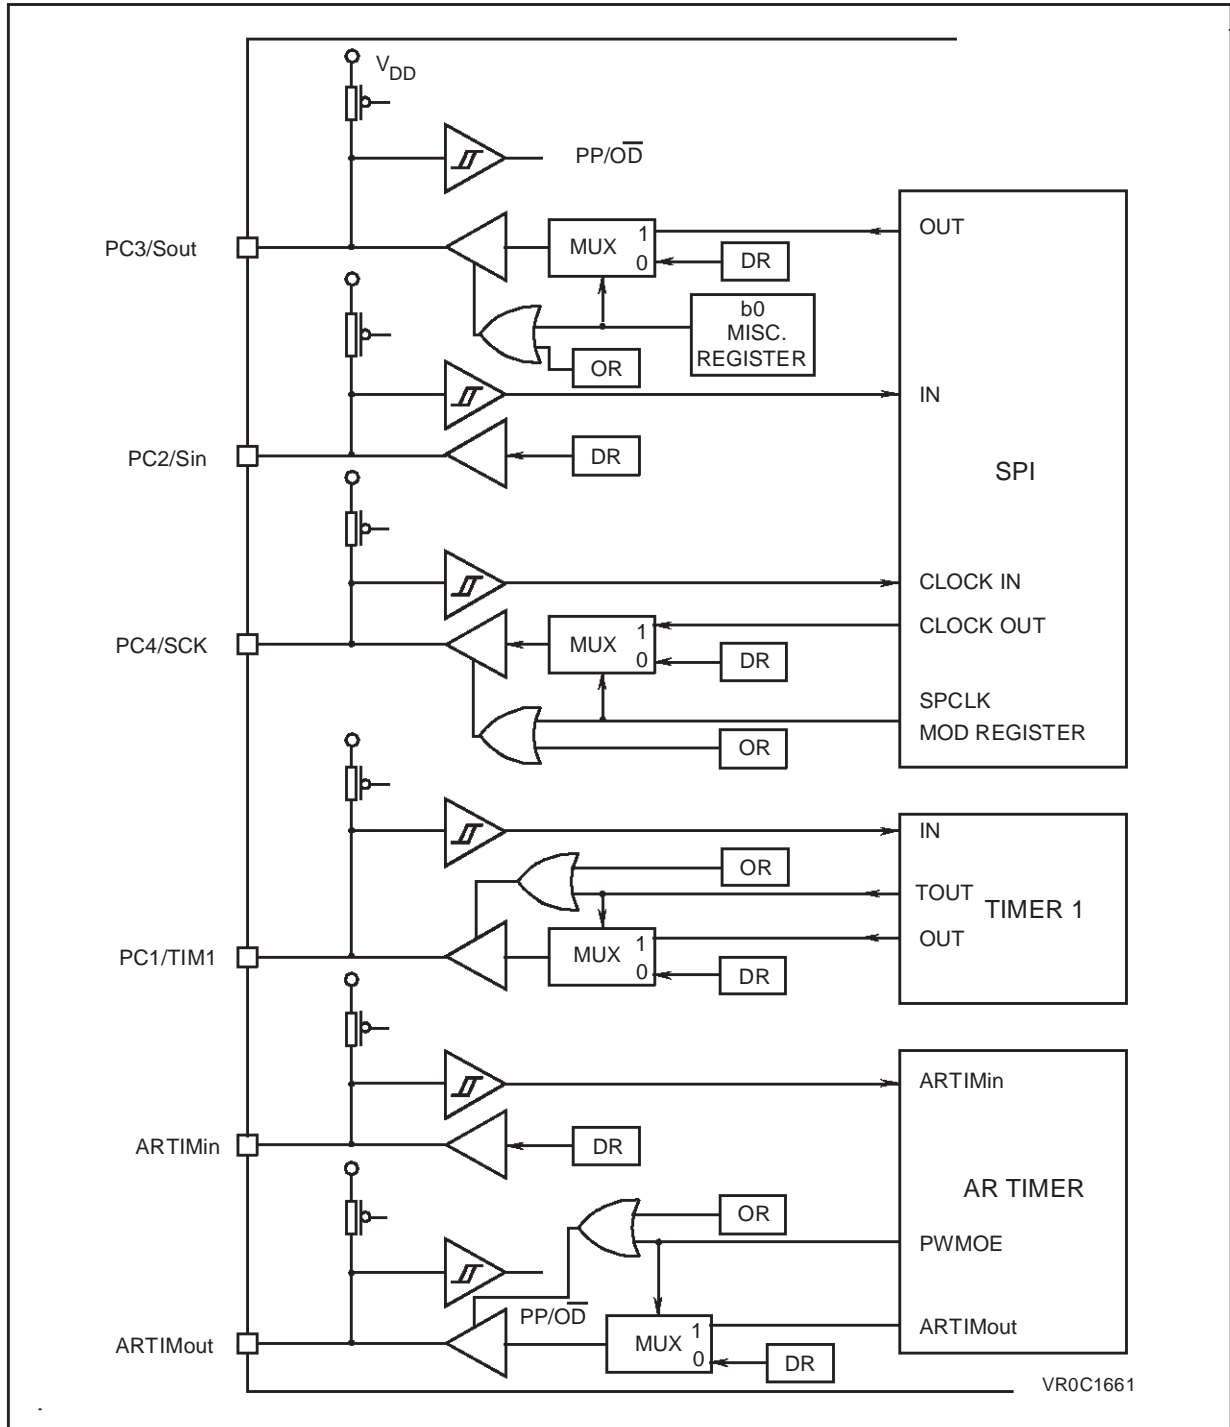 VDD
PP/OD
PC3/Sout
MUX
1
0
OUT
DR
b0
MISC.
REGISTER
OR
IN
PC2/Sin
DR
SPI
CLOCK IN
PC4/SCK
MUX
1
0
CLOCK OUT
DR
SPCLK
MOD REGISTER
OR
IN
OR
TOUT
TIMER 1
PC1/TIM1
MUX
1
0
OUT
DR
ARTIMin
ARTIMin
DR
AR TIMER
OR
PWMOE
PP/OD
ARTIMout
MUX
1
0
ARTIMout
DR
VR0C1661